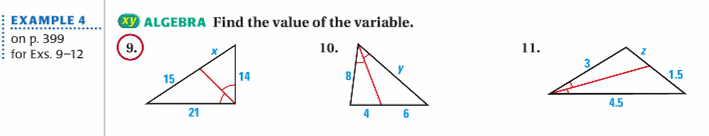 EXAMPLE 4
on p. 399
for Exs. 9–12
xy ALGEBRA Find the value of the variable.
9.
x
15
14
21
10.
8
y
4
6
11.
3
z
1.5
4.5